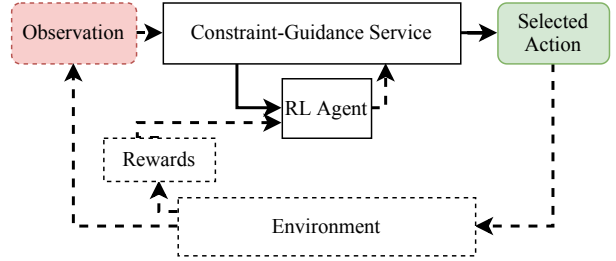 Observation
Constraint-Guidance Service
Selected
Action
RL Agent
Rewards
Environment